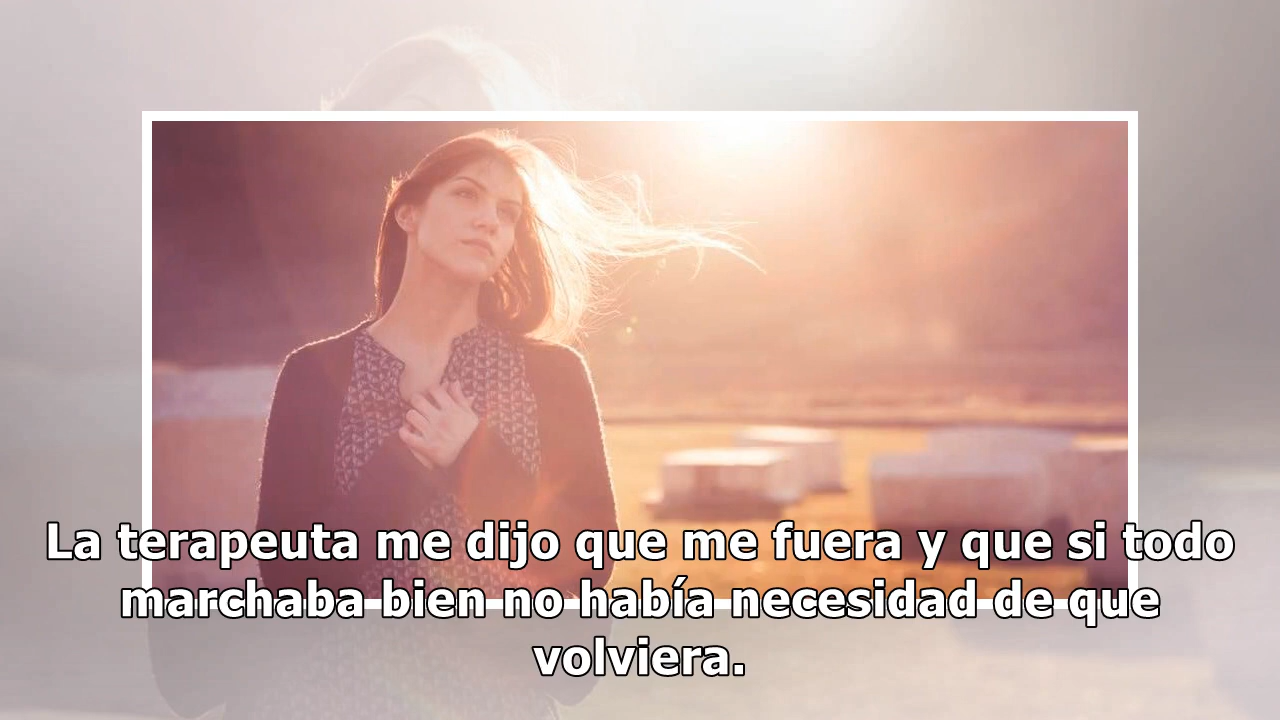 La terapeuta me dijo que me fuera y que si todo
marchaba bien no había necesidad de que
volviera.